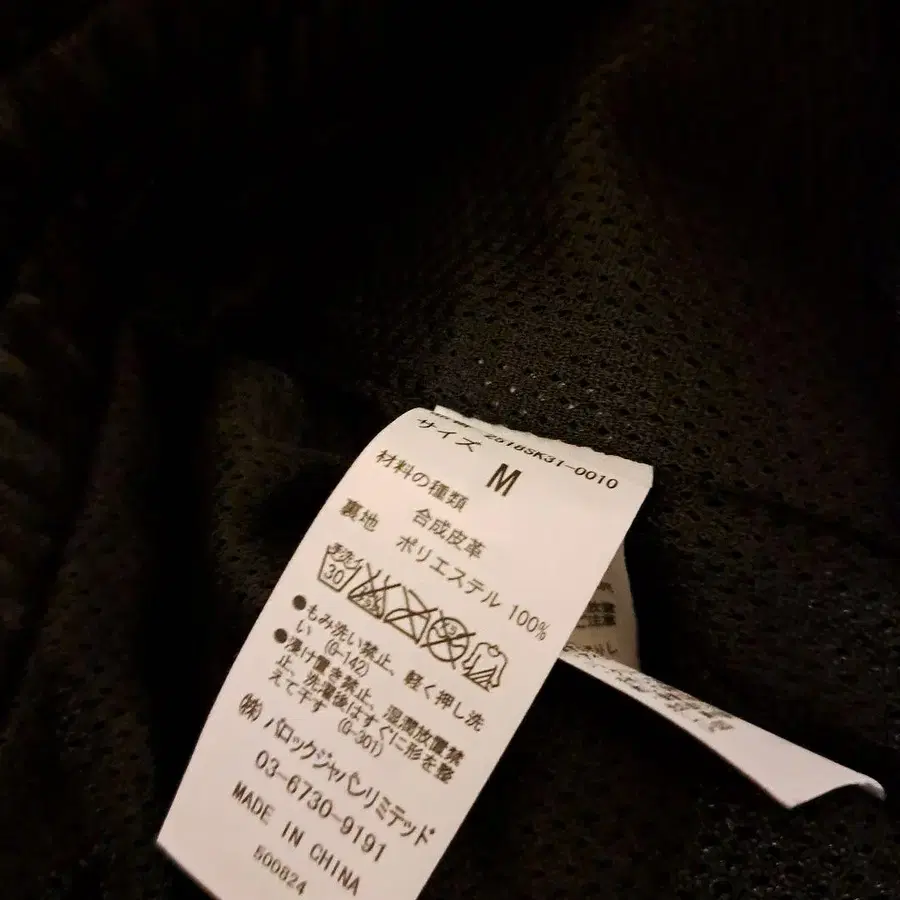 2618SK31-0010
サイズ
M
材料の種類
合成皮革
裏地 ポリエステル 100%
30
●もみ洗い禁止、軽く押し洗
い (G-142)
●漬け置き禁止、湿潤放置禁
止、洗濯後はすぐに形を整
えて干す (G-301)
(株) バロックジャパンリミテッド
03-6730-9191
MADE IN CHINA
500824